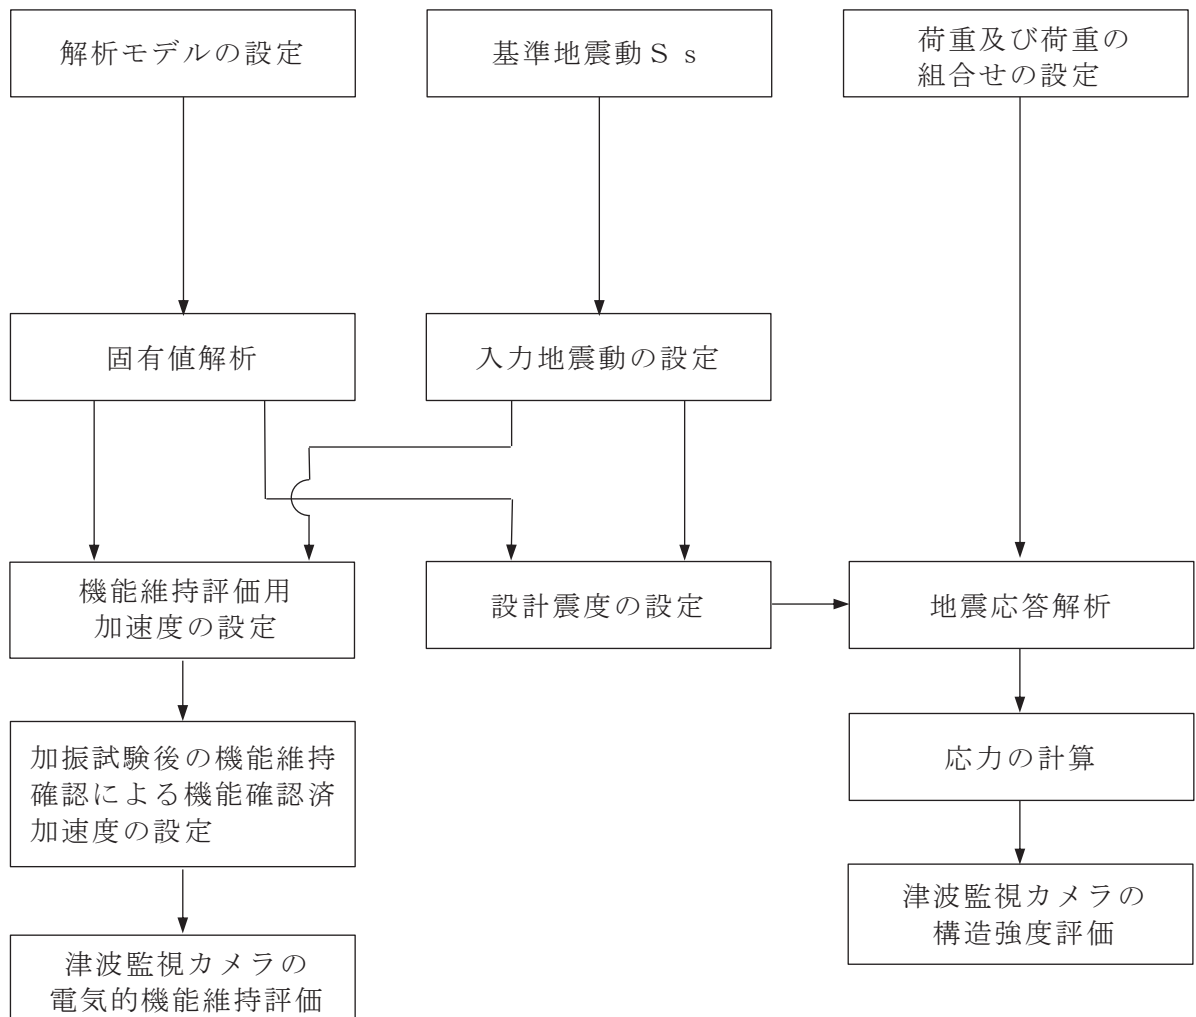 解析モデルの設定
基準地震動Ｓｓ
荷重及び荷重の
組合せの設定
固有値解析
入力地震動の設定
機能維持評価用
加速度の設定
設計震度の設定
地震応答解析
加振試験後の機能維持
確認による機能確認済
加速度の設定
応力の計算
津波監視カメラの
構造強度評価
津波監視カメラの
電気的機能維持評価